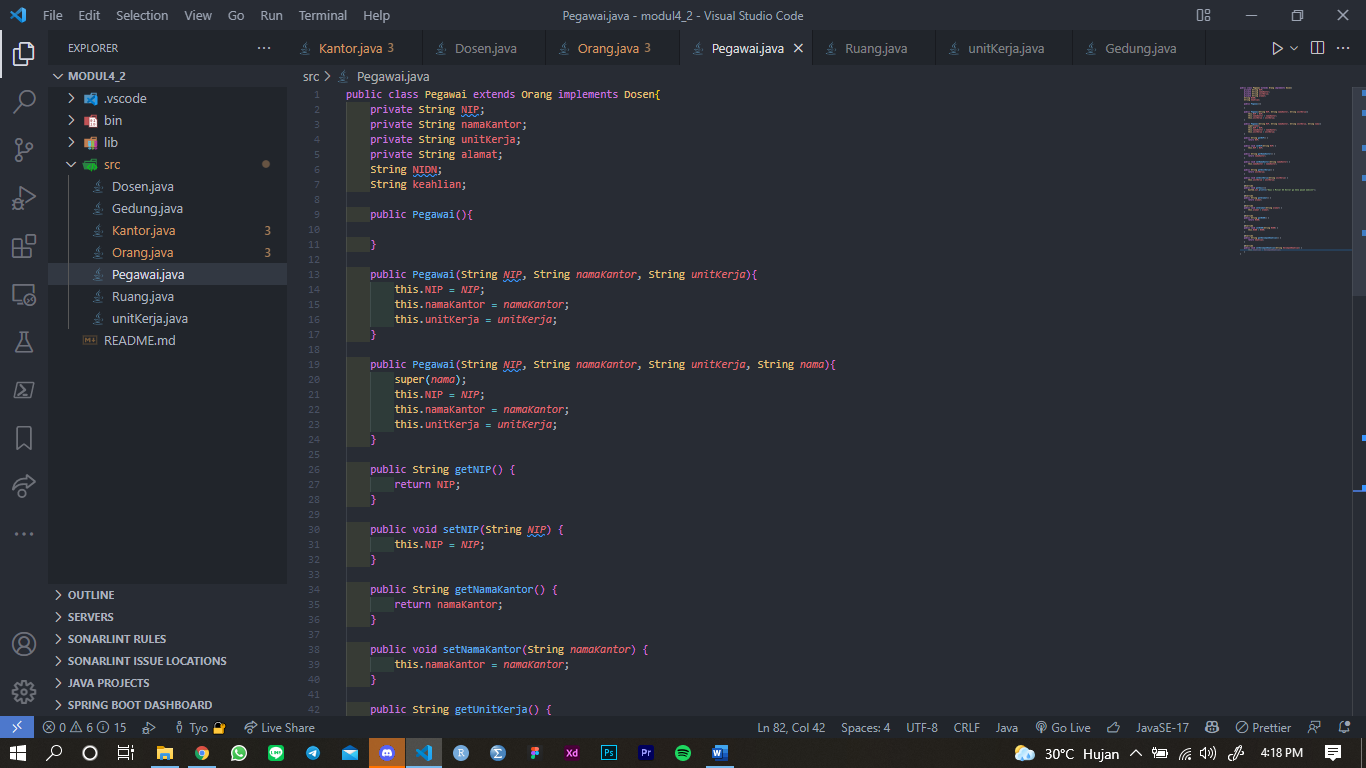 File Edit Selection View Go Run Terminal Help Pegawai.java - modul4_2 - Visual Studio Code
EXPLORER
Kantor.java 3 Dosen.java Orang.java 3 Pegawai.java Ruang.java unitKerja.java Gedung.java
MODUL4_2
.vscode
bin
lib
src
Dosen.java
Gedung.java
Kantor.java 3
Orang.java 3
Pegawai.java
Ruang.java
unitKerja.java
README.md
OUTLINE
SERVERS
SONARLINT RULES
SONARLINT ISSUE LOCATIONS
JAVA PROJECTS
SPRING BOOT DASHBOARD
src > Pegawai.java
1 public class Pegawai extends Orang implements Dosen{
2 private String NIP;
3 private String namaKantor;
4 private String unitKerja;
5 private String alamat;
6 String NIDN;
7 String keahlian;
8
9 public Pegawai(){
10
11 }
12
13 public Pegawai(String NIP, String namaKantor, String unitKerja){
14 this.NIP = NIP;
15 this.namaKantor = namaKantor;
16 this.unitKerja = unitKerja;
17 }
18
19 public Pegawai(String NIP, String namaKantor, String unitKerja, String nama){
20 super(nama);
21 this.NIP = NIP;
22 this.namaKantor = namaKantor;
23 this.unitKerja = unitKerja;
24 }
25
26 public String getNIP() {
27 return NIP;
28 }
29
30 public void setNIP(String NIP) {
31 this.NIP = NIP;
32 }
33
34 public String getNamaKantor() {
35 return namaKantor;
36 }
37
38 public void setNamaKantor(String namaKantor) {
39 this.namaKantor = namaKantor;
40 }
41
42 public String getUnitKerja() {
0 6 15 Tyo Live Share Ln 82, Col 42 Spaces: 4 UTF-8 CRLF Java Go Live JavaSE-17 Prettier
R Σ Xd Ps Pr W 30°C Hujan 4:18 PM